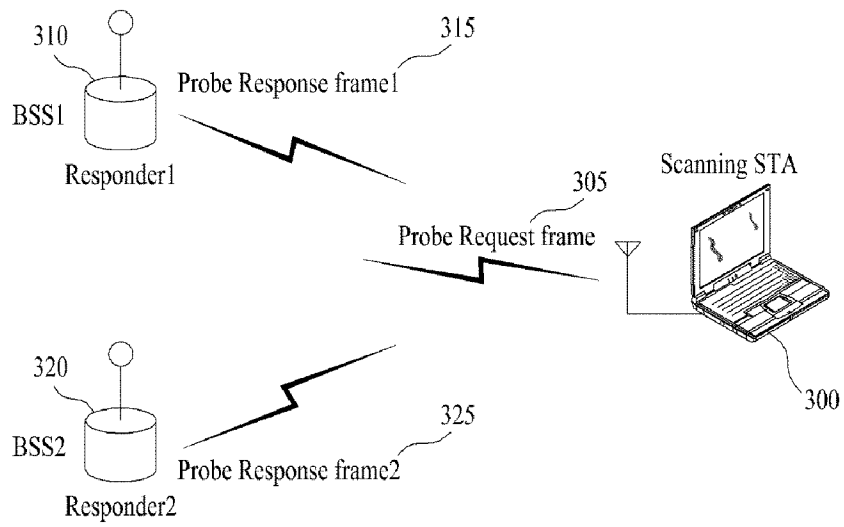 310
315
Probe Response frame1
BSS1
Responder1
Scanning STA
305
Probe Request frame
320
300
325
BSS2
Probe Response frame2
Responder2